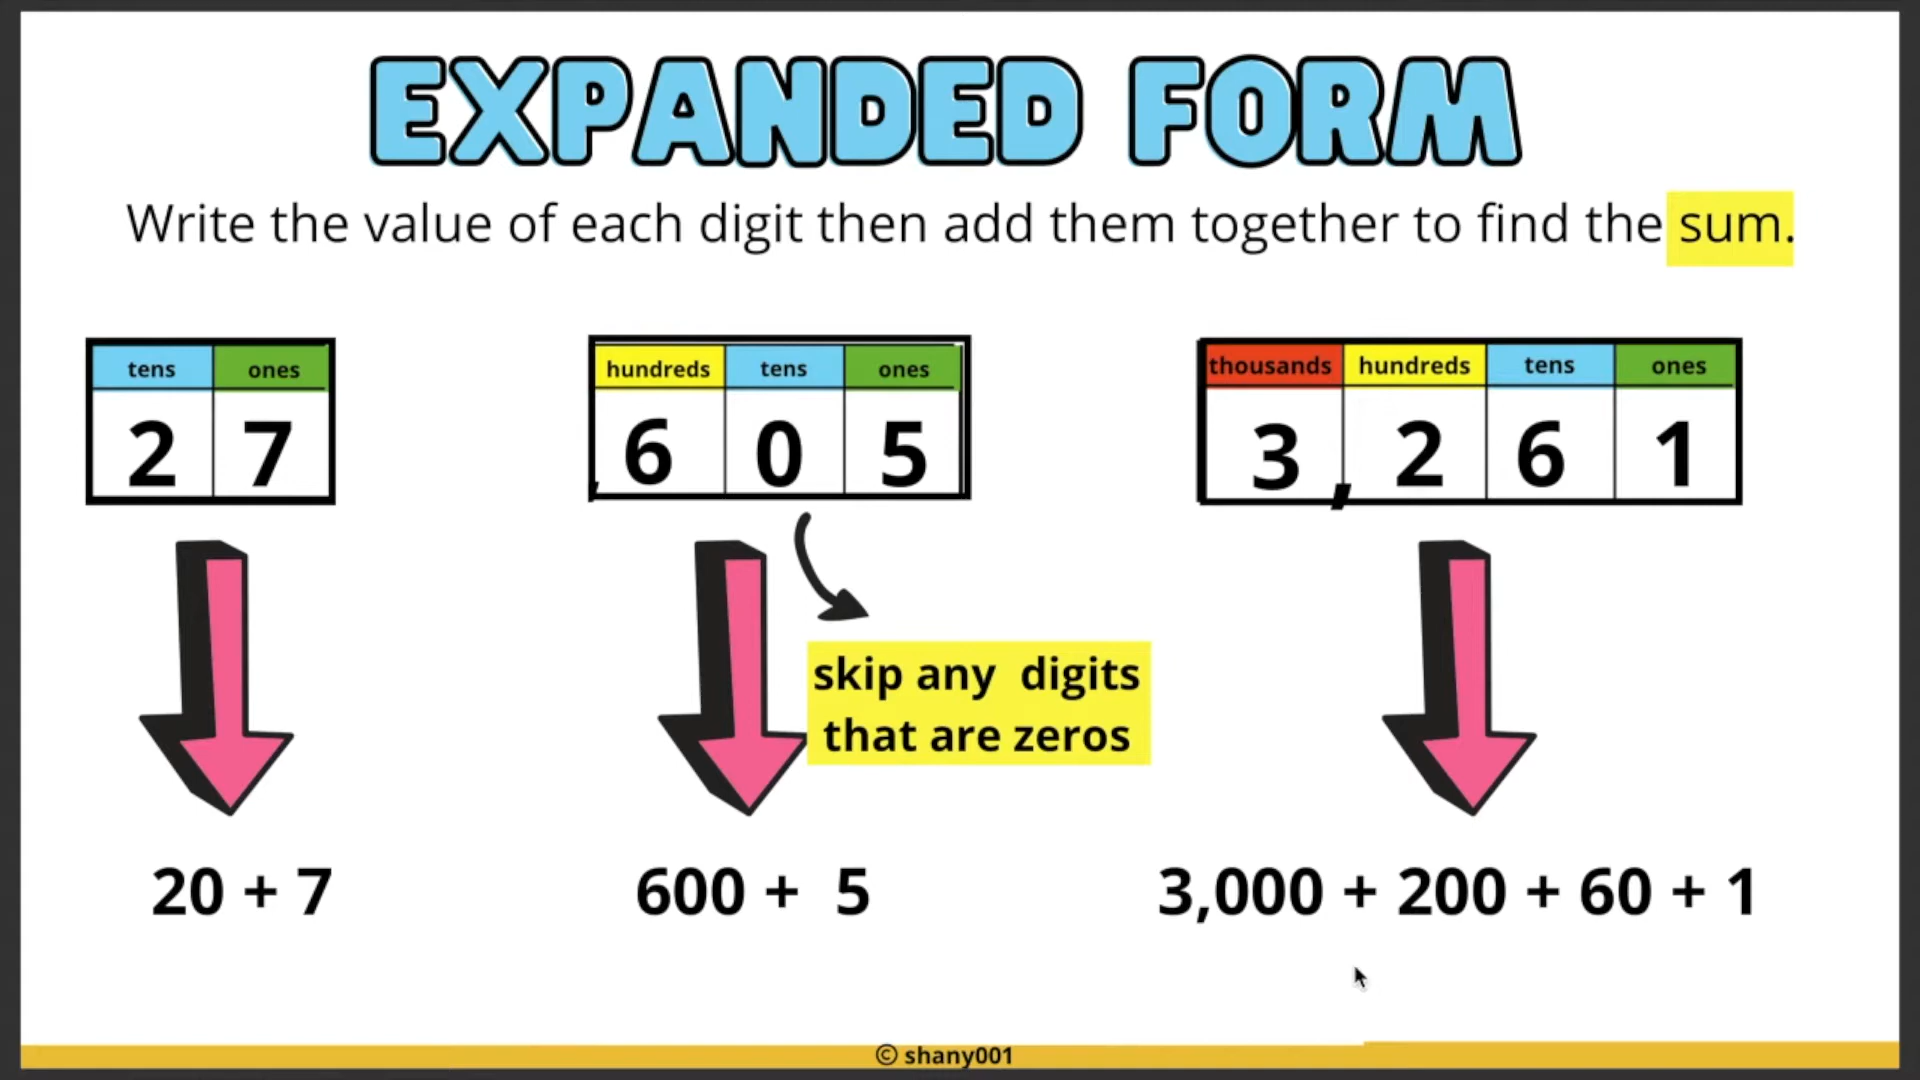 EXPANDED FORM
Write the value of each digit then add them together to find the sum.
tens ones
2 7
hundreds tens ones
6 0 5
thousands hundreds tens ones
3, 2 6 1
skip any digits
that are zeros
20 + 7
600 + 5
3,000 + 200 + 60 + 1
© shany001